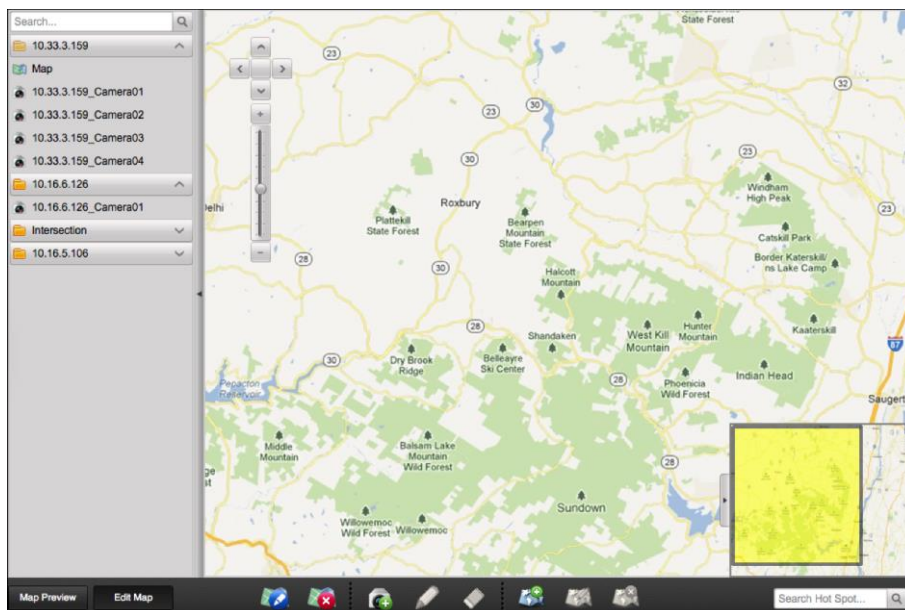 Search...
10.33.3.159
Map
10.33.3.159_Camera01
10.33.3.159_Camera02
10.33.3.159_Camera03
10.33.3.159_Camera04
10.16.6.126
10.16.6.126_Camera01
Intersection
10.16.5.106
State Forest
23
32
30
23
23
30
Windham
High Peak
Delhi
Roxbury
23
Plattekill
State Forest
Bearpen
Mountain
State Forest
Catskill Park
28
30
Border Katerskill/
ns Lake Camp
Halcott
Mountain
28
Shandaken
West Kill
Mountain
Hunter
Mountain
Kaaterskill
87
30
Dry Brook
Ridge
Belleayre
Ski Center
28
Phoenicia
Wild Forest
Indian Head
Pepacton
Reservoir
Saugert
Middle
Mountain
Balsam Lake
Mountain
Wild Forest
28
ge
st
Sundown
Willowemoc
Wild Forest
Willowemoc
Map Preview
Edit Map
Search Hot Spot...